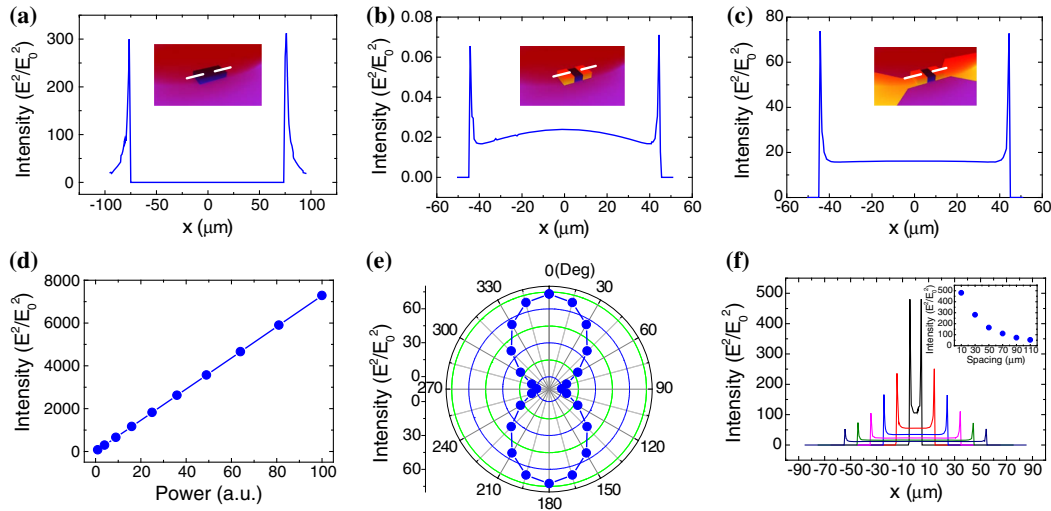 (a)
300
200
100
0
Intensity (E²/E₀²)
-100 -50 0 50 100
x (μm)
(b)
0.08
0.06
0.04
0.02
0.00
Intensity (E²/E₀²)
-60 -40 -20 0 20 40 60
x (μm)
(c)
80
60
40
20
0
Intensity (E²/E₀²)
-60 -40 -20 0 20 40 60
x (μm)
(d)
8000
6000
4000
2000
0
Intensity (E²/E₀²)
0 20 40 60 80 100
Power (a.u.)
(e)
0 (Deg)
330 30
300 60
270 90
240 120
210 150
180
60
30
0
0
30
60
Intensity (E²/E₀²)
(f)
500
400
300
200
100
0
Intensity (E²/E₀²)
-90 -70 -50 -30 -10 10 30 50 70 90
x (μm)
500
400
300
200
100
0
Intensity (E²/E₀²)
10 30 50 70 90 110
Spacing (μm)